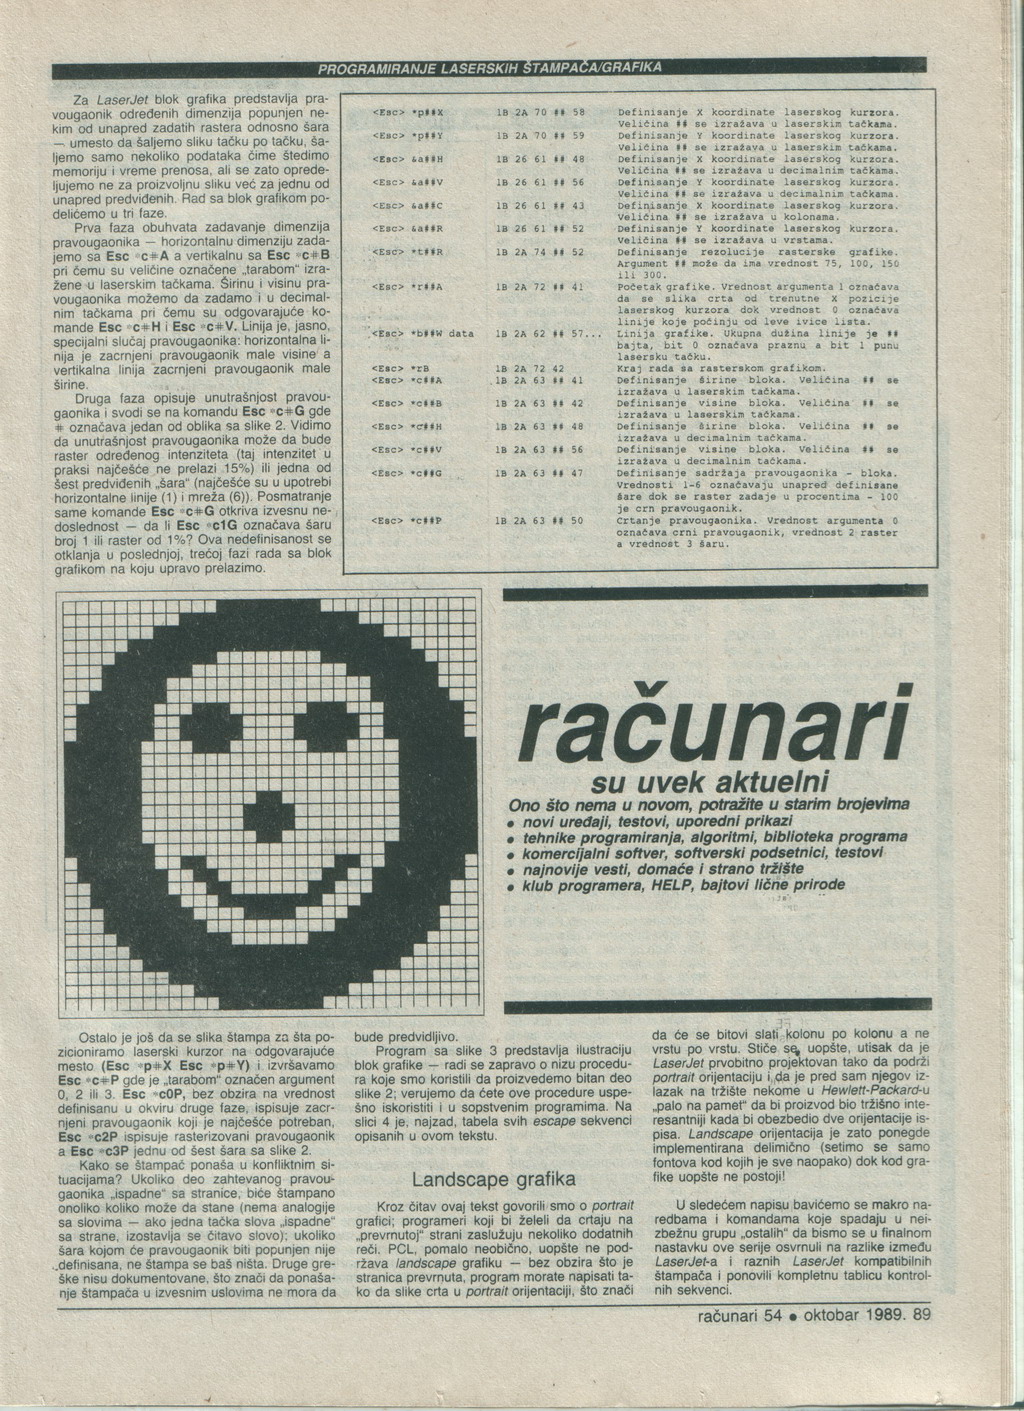 PROGRAMIRANJE LASERSKIH ŠTAMPAČA/GRAFIKA
Za LaserJet blok grafika predstavlja pra-
vougaonik određenih dimenzija popunjen ne-
kim od unapred zadatih rastera odnosno šara
— umesto da šaljemo sliku tačku po tačku, ša-
ljemo samo nekoliko podataka čime štedimo
memoriju i vreme prenosa, ali se zato oprede-
ljujemo ne za proizvoljnu sliku već za jednu od
unapred predviđenih. Rad sa blok grafikom po-
delićemo u tri faze.
Prva faza obuhvata zadavanje dimenzija
pravougaonika — horizontalnu dimenziju zada-
jemo sa Esc *c#A a vertikalnu sa Esc *c#B
pri čemu su veličine označene „tarabom“ izra-
žene u laserskim tačkama. Širinu i visinu pra-
vougaonika možemo da zadamo i u decimal-
nim tačkama pri čemu su odgovarajuće ko-
mande Esc *c#H i Esc *c#V. Linija je, jasno,
specijalni slučaj pravougaonika: horizontalna li-
nija je zacrnjeni pravougaonik male visine a
vertikalna linija zacrnjeni pravougaonik male
širine.
Druga faza opisuje unutrašnjost pravou-
gaonika i svodi se na komandu Esc *c#G gde
# označava jedan od oblika sa slike 2. Vidimo
da unutrašnjost pravougaonika može da bude
raster određenog intenziteta (taj intenzitet u
praksi najčešće ne prelazi 15%) ili jedna od
šest predviđenih „šara“ (najčešće su u upotrebi
horizontalne linije (1) i mreža (6)). Posmatranje
same komande Esc *c#G otkriva izvesnu ne-
doslednost — da li Esc *c1G označava šaru
broj 1 ili raster od 1%? Ova nedefinisanost se
otklanja u poslednjoj, trećoj fazi rada sa blok
grafikom na koju upravo prelazimo.
<Esc> *p##X 1B 2A 70 ## 58 Definisanje X koordinate laserskog kurzora.
Veličina ## se izražava u laserskim tačkama.
<Esc> *p##Y 1B 2A 70 ## 59 Definisanje Y koordinate laserskog kurzora.
Veličina ## se izražava u laserskim tačkama.
<Esc> &a##H 1B 26 61 ## 48 Definisanje X koordinate laserskog kurzora.
Veličina ## se izražava u decimalnim tačkama.
<Esc> &a##V 1B 26 61 ## 56 Definisanje Y koordinate laserskog kurzora.
Veličina ## se izražava u decimalnim tačkama.
<Esc> &a##C 1B 26 61 ## 43 Definisanje X koordinate laserskog kurzora.
Veličina ## se izražava u kolonama.
<Esc> &a##R 1B 26 61 ## 52 Definisanje Y koordinate laserskog kurzora.
Veličina ## se izražava u vrstama.
<Esc> *t##R 1B 2A 74 ## 52 Definisanje rezolucije rasterske grafike.
Argument ## može da ima vrednost 75, 100, 150
ili 300.
<Esc> *r##A 1B 2A 72 ## 41 Početak grafike. Vrednost argumenta 1 označava
da se slika crta od trenutne X pozicije
laserskog kurzora dok vrednost 0 označava
linije koje počinju od leve ivice lista.
<Esc> *b##W data 1B 2A 62 ## 57... Linija grafike. Ukupna dužina linije je ##
bajta, bit 0 označava praznu a bit 1 punu
lasersku tačku.
<Esc> *rB 1B 2A 72 42 Kraj rada sa rasterskom grafikom.
<Esc> *c##A 1B 2A 63 ## 41 Definisanje širine bloka. Veličina ## se
izražava u laserskim tačkama.
<Esc> *c##B 1B 2A 63 ## 42 Definisanje visine bloka. Veličina ## se
izražava u laserskim tačkama.
<Esc> *c##H 1B 2A 63 ## 48 Definisanje širine bloka. Veličina ## se
izražava u decimalnim tačkama.
<Esc> *c##V 1B 2A 63 ## 56 Definisanje visine bloka. Veličina ## se
izražava u decimalnim tačkama.
<Esc> *c##G 1B 2A 63 ## 47 Definisanje sadržaja pravougaonika - bloka.
Vrednosti 1-6 označavaju unapred definisane
šare dok se raster zadaje u procentima - 100
je crn pravougaonik.
<Esc> *c##P 1B 2A 63 ## 50 Crtanje pravougaonika. Vrednost argumenta 0
označava crni pravougaonik, vrednost 2 raster
a vrednost 3 šaru.
računari
su uvek aktuelni
Ono što nema u novom, potražite u starim brojevima
• novi uređaji, testovi, uporedni prikazi
• tehnike programiranja, algoritmi, biblioteka programa
• komercijalni softver, softverski podsetnici, testovi
• najnovije vesti, domaće i strano tržište
• klub programera, HELP, bajtovi lične prirode
Ostalo je još da se slika štampa za šta po-
zicioniramo laserski kurzor na odgovarajuće
mesto (Esc *p#X Esc *p#Y) i izvršavamo
Esc *c#P gde je „tarabom“ označen argument
0, 2 ili 3. Esc *c0P, bez obzira na vrednost
definisanu u okviru druge faze, ispisuje zacr-
njeni pravougaonik koji je najčešće potreban,
Esc *c2P ispisuje rasterizovani pravougaonik
a Esc *c3P jednu od šest šara sa slike 2.
Kako se štampač ponaša u konfliktnim si-
tuacijama? Ukoliko deo zahtevanog pravou-
gaonika „ispadne“ sa stranice, biće štampano
onoliko koliko može da stane (nema analogije
sa slovima — ako jedna tačka slova „ispadne“
sa strane, izostavlja se čitavo slovo); ukoliko
šara kojom će pravougaonik biti popunjen nije
definisana, ne štampa se baš ništa. Druge gre-
ške nisu dokumentovane, što znači da ponaša-
nje štampača u izvesnim uslovima ne mora da
bude predvidljivo.
Program sa slike 3 predstavlja ilustraciju
blok grafike — radi se zapravo o nizu procedu-
ra koje smo koristili da proizvedemo bitan deo
slike 2; verujemo da ćete ove procedure uspe-
šno iskoristiti i u sopstvenim programima. Na
slici 4 je, najzad, tabela svih escape sekvenci
opisanih u ovom tekstu.
Landscape grafika
Kroz čitav ovaj tekst govorili smo o portrait
grafici; programeri koji bi želeli da crtaju na
„prevrnutoj“ strani zaslužuju nekoliko dodatnih
reči. PCL, pomalo neobično, uopšte ne pod-
ržava landscape grafiku — bez obzira što je
stranica prevrnuta, program morate napisati ta-
ko da slike crta u portrait orijentaciji, što znači
da će se bitovi slati kolonu po kolonu a ne
vrstu po vrstu. Stiče se, uopšte, utisak da je
LaserJet prvobitno projektovan tako da podrži
portrait orijentaciju i da je pred sam njegov iz-
lazak na tržište nekome u Hewlett-Packard-u
„palo na pamet“ da bi proizvod bio tržišno inte-
resantniji kada bi obezbedio dve orijentacije is-
pisa. Landscape orijentacija je zato ponegde
implementirana delimično (setimo se samo
fontova kod kojih je sve naopako) dok kod gra-
fike uopšte ne postoji!
U sledećem napisu bavićemo se makro na-
redbama i komandama koje spadaju u nei-
zbežnu grupu „ostalih“ da bismo se u finalnom
nastavku ove serije osvrnuli na razlike između
LaserJet-a i raznih LaserJet kompatibilnih
štampača i ponovili kompletnu tablicu kontrol-
nih sekvenci.
računari 54 • oktobar 1989. 89